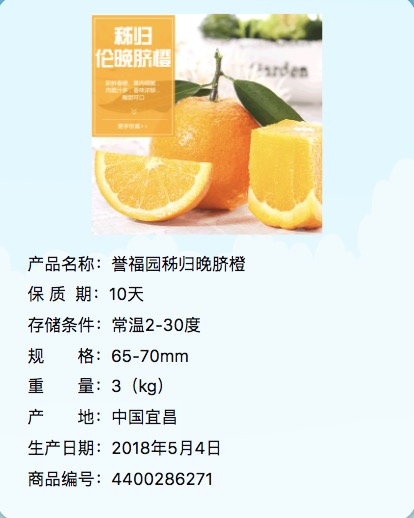 秭归
伦晚脐橙
Garden
产品名称：誉福园秭归晚脐橙
保 质 期：10天
存储条件：常温2-30度
规 格：65-70mm
重 量：3（kg）
产 地：中国宜昌
生产日期：2018年5月4日
商品编号：4400286271